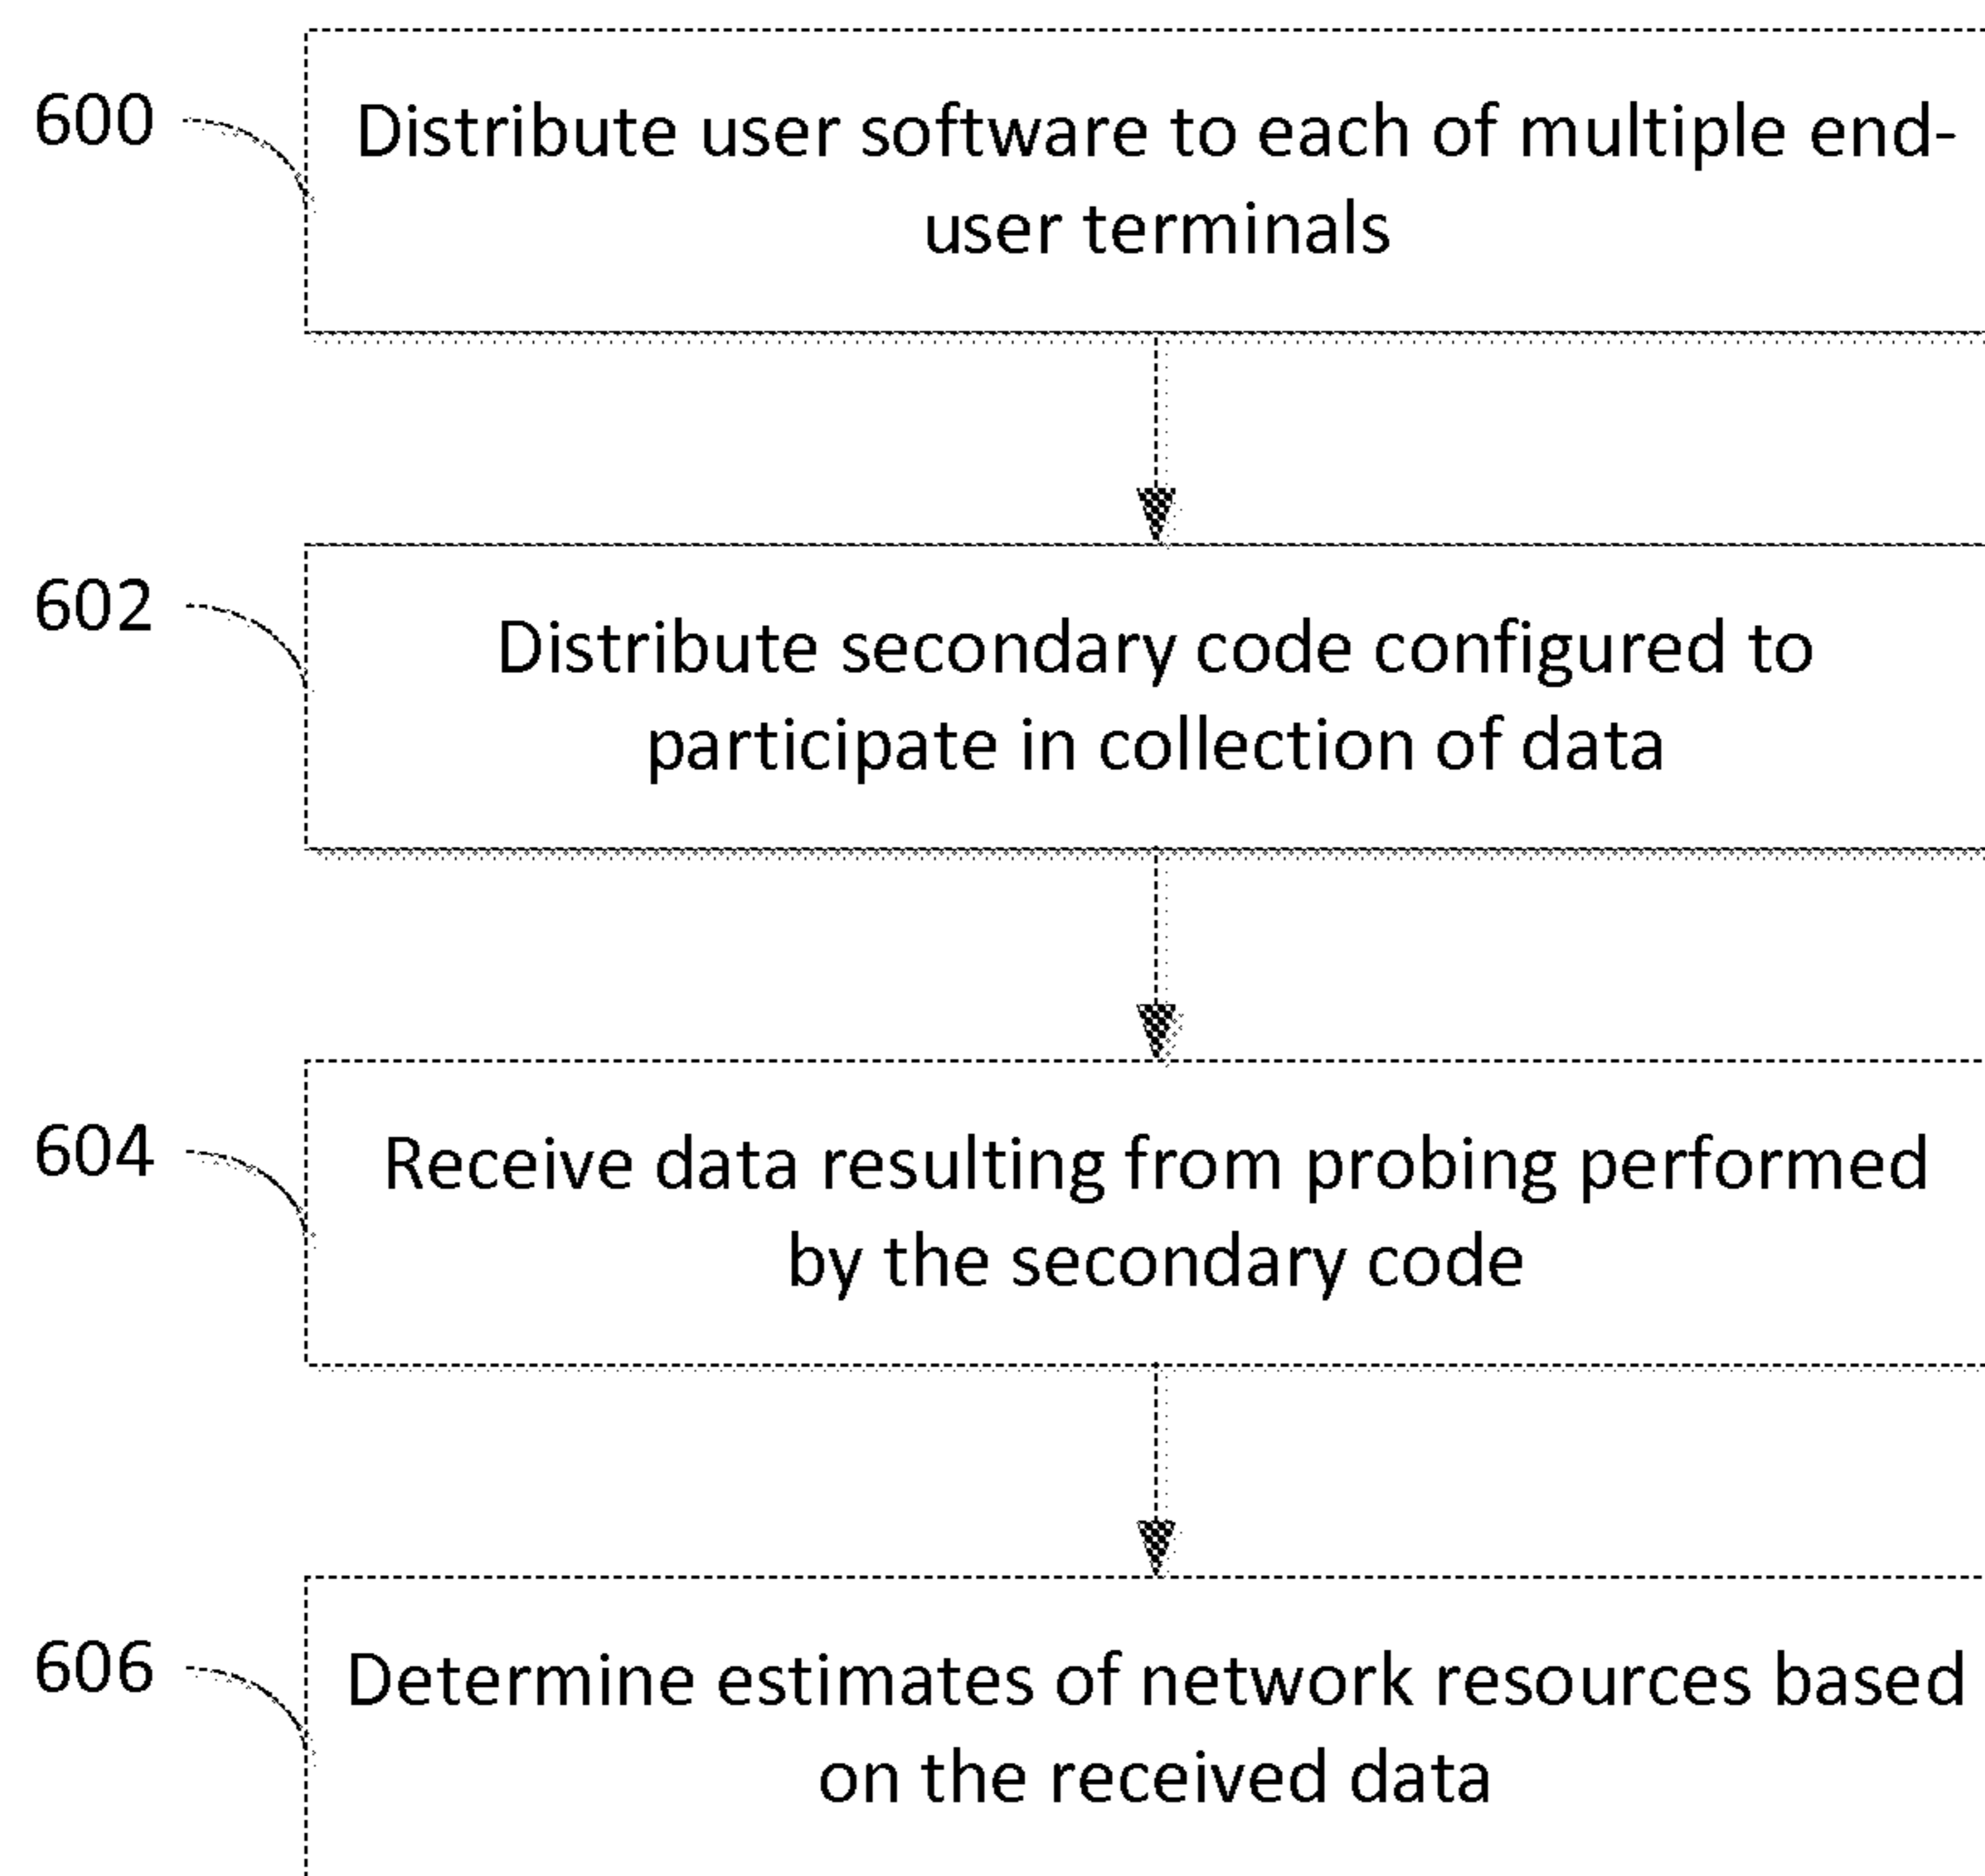 600
Distribute user software to each of multiple end-
user terminals
602
Distribute secondary code configured to
participate in collection of data
604
Receive data resulting from probing performed
by the secondary code
606
Determine estimates of network resources based
on the received data